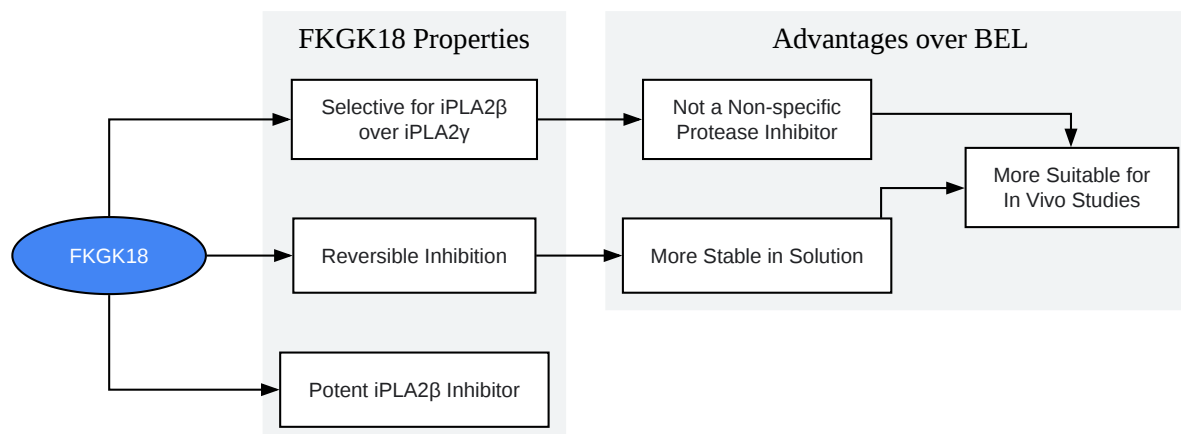 FKGK18 Properties
Advantages over BEL
Selective for iPLA2β
over iPLA2γ
Not a Non-specific
Protease Inhibitor
More Suitable for
In Vivo Studies
FKGK18
Reversible Inhibition
More Stable in Solution
Potent iPLA2β Inhibitor